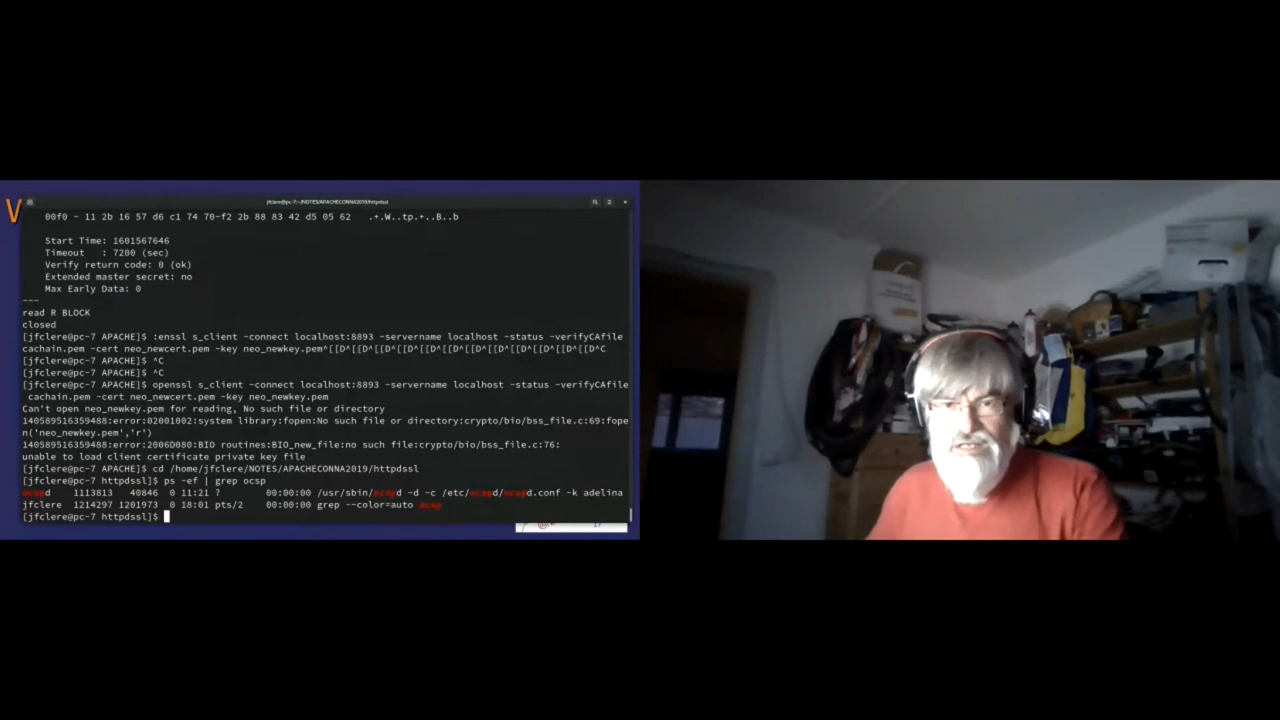 V
jfclere@pc-7:~/NOTES/APACHECONNA2019/httpdssl
00f0 - 11 2b 16 57 d6 c1 74 70-f2 2b 88 83 42 d5 05 62   .+.W..tp.+..B..b
Start Time: 1601567646
Timeout   : 7200 (sec)
Verify return code: 0 (ok)
Extended master secret: no
Max Early Data: 0
---
read R BLOCK
closed
[jfclere@pc-7 APACHE]$ :enssl s_client -connect localhost:8893 -servername localhost -status -verifyCAfile
cachain.pem -cert neo_newcert.pem -key neo_newkey.pem^[[D^[[D^[[D^[[D^[[D^[[D^[[D^[[D^[[D^[[D^[[D^[[D^C
[jfclere@pc-7 APACHE]$ ^C
[jfclere@pc-7 APACHE]$ ^C
[jfclere@pc-7 APACHE]$ openssl s_client -connect localhost:8893 -servername localhost -status -verifyCAfile
cachain.pem -cert neo_newcert.pem -key neo_newkey.pem
Can't open neo_newkey.pem for reading, No such file or directory
140589516359488:error:02001002:system library:fopen:No such file or directory:crypto/bio/bss_file.c:69:fope
n('neo_newkey.pem','r')
140589516359488:error:2006D080:BIO routines:BIO_new_file:no such file:crypto/bio/bss_file.c:76:
unable to load client certificate private key file
[jfclere@pc-7 APACHE]$ cd /home/jfclere/NOTES/APACHECONNA2019/httpdssl
[jfclere@pc-7 httpdssl]$ ps -ef | grep ocsp
ocspd    1113813   40846  0 11:21 ?        00:00:00 /usr/sbin/ocspd -d -c /etc/ocspd/ocspd.conf -k adelina
jfclere  1214297 1201973  0 18:01 pts/2    00:00:00 grep --color=auto ocsp
[jfclere@pc-7 httpdssl]$
17